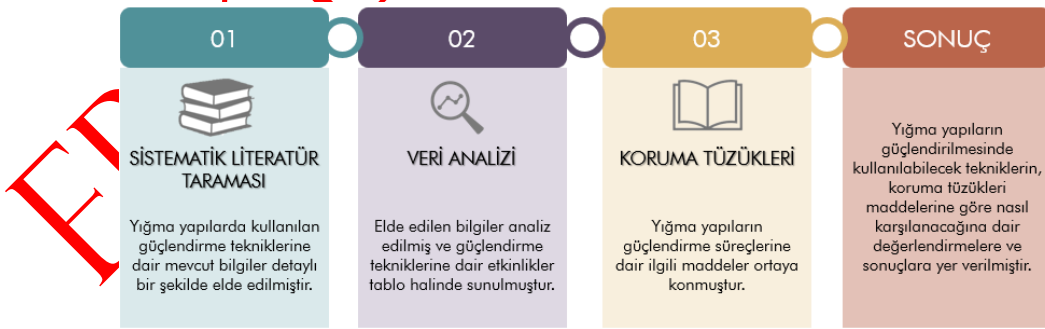 01
SİSTEMATİK LİTERATÜR
TARAMASI
Yığma yapılarda kullanılan
güçlendirme tekniklerine
dair mevcut bilgiler detaylı
bir şekilde elde edilmiştir.
02
VERİ ANALİZİ
Elde edilen bilgiler analiz
edilmiş ve güçlendirme
tekniklerine dair etkinlikler
tablo halinde sunulmuştur.
03
KORUMA TÜZÜKLERİ
Yığma yapıların
güçlendirme süreçlerine
dair ilgili maddeler ortaya
konmuştur.
SONUÇ
Yığma yapıların
güçlendirilmesinde
kullanılabilecek tekniklerin,
koruma tüzükleri
maddelerine göre nasıl
karşılanacağına dair
değerlendirmelere ve
sonuçlara yer verilmiştir.